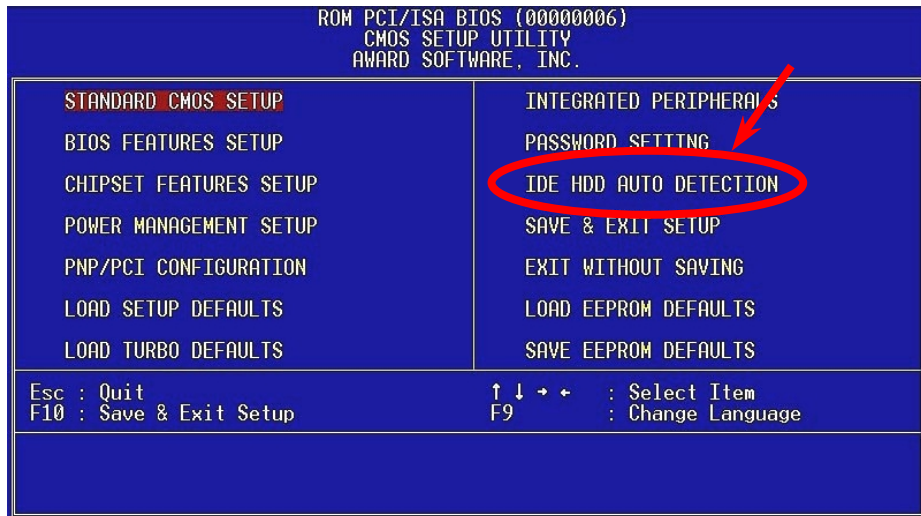 ROM PCI/ISA BIOS (00000006)
CMOS SETUP UTILITY
AWARD SOFTWARE, INC.
STANDARD CMOS SETUP
BIOS FEATURES SETUP
CHIPSET FEATURES SETUP
POWER MANAGEMENT SETUP
PNP/PCI CONFIGURATION
LOAD SETUP DEFAULTS
LOAD TURBO DEFAULTS
INTEGRATED PERIPHERALS
PASSWORD SETTING
IDE HDD AUTO DETECTION
SAVE & EXIT SETUP
EXIT WITHOUT SAVING
LOAD EEPROM DEFAULTS
SAVE EEPROM DEFAULTS
Esc : Quit
F10 : Save & Exit Setup
↑ ↓ → ← : Select Item
F9 : Change Language